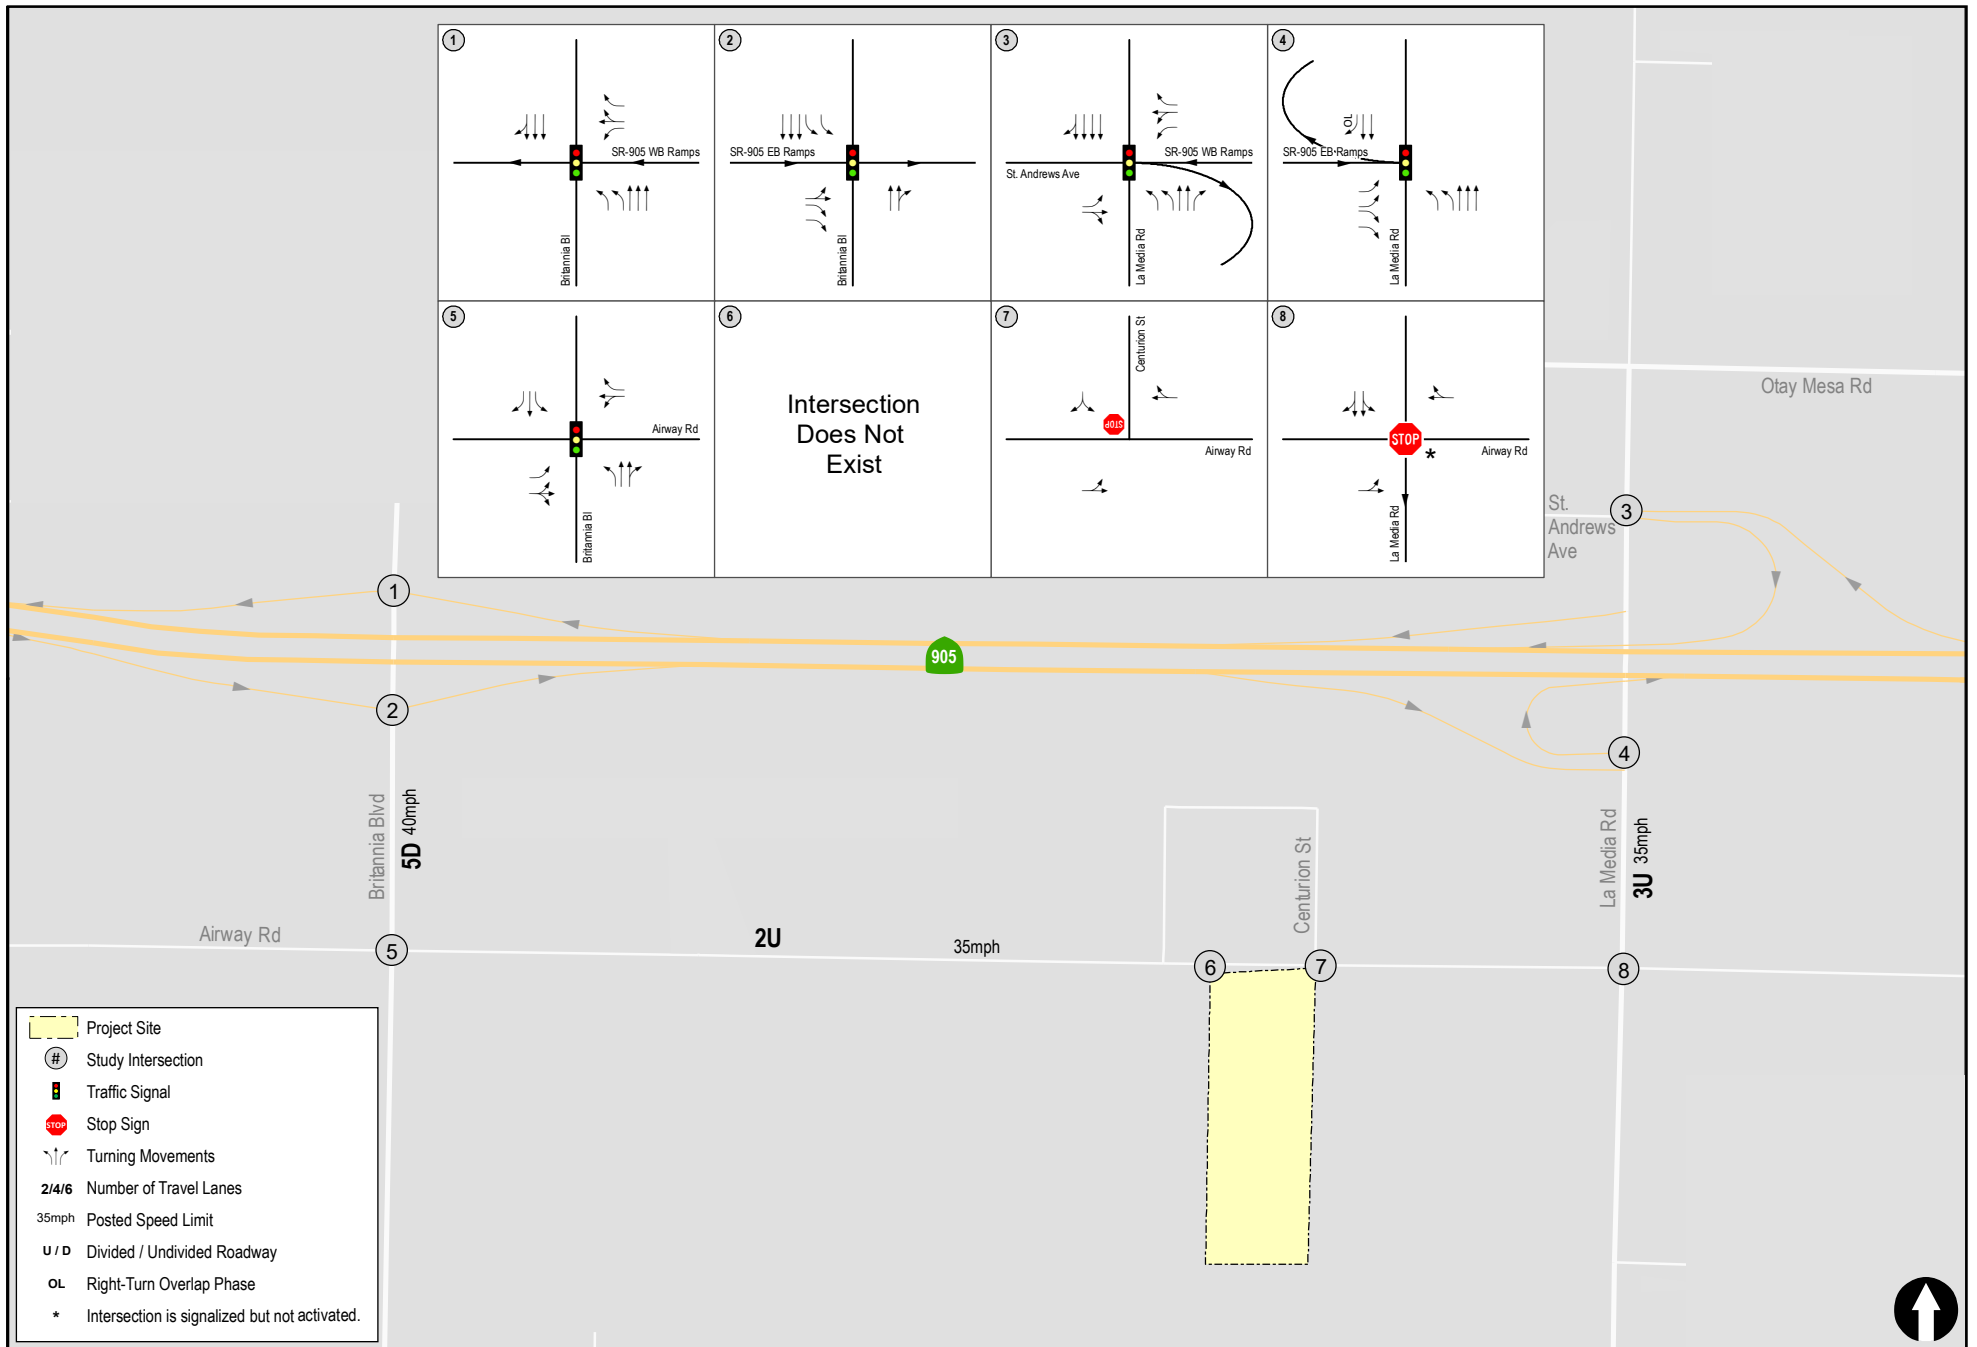 1
SR-905 WB Ramps
Britannia Bl
2
SR-905 EB Ramps
Britannia Bl
3
SR-905 WB Ramps
St. Andrews Ave
La Media Rd
4
OL
SR-905 EB Ramps
La Media Rd
5
Airway Rd
Britannia Bl
6
Intersection
Does Not
Exist
7
Centurion St
STOP
Airway Rd
8
STOP
*
Airway Rd
La Media Rd
Otay Mesa Rd
St.
Andrews
Ave
3
1
905
2
4
Britannia Blvd
5D 40mph
Centurion St
La Media Rd
3U 35mph
Airway Rd
2U
35mph
5
6
7
8
Project Site
# Study Intersection
Traffic Signal
STOP Stop Sign
Turning Movements
2/4/6 Number of Travel Lanes
35mph Posted Speed Limit
U / D Divided / Undivided Roadway
OL Right-Turn Overlap Phase
* Intersection is signalized but not activated.